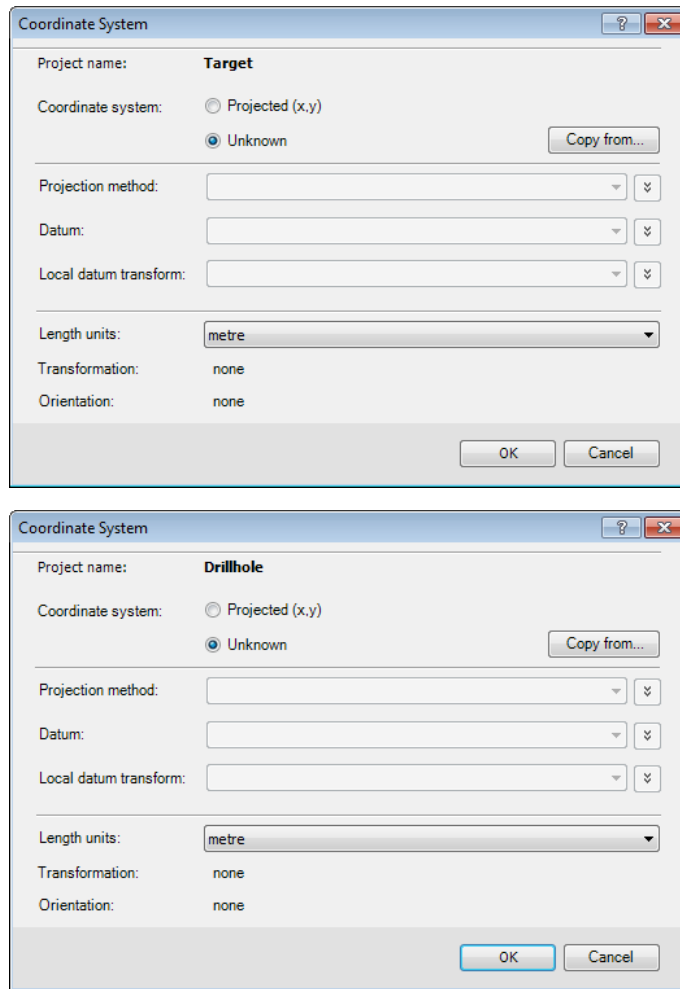 Coordinate System
Project name: Target
Coordinate system: Projected (x,y)
Unknown Copy from...
Projection method:
Datum:
Local datum transform:
Length units: metre
Transformation: none
Orientation: none
OK Cancel
Coordinate System
Project name: Drillhole
Coordinate system: Projected (x,y)
Unknown Copy from...
Projection method:
Datum:
Local datum transform:
Length units: metre
Transformation: none
Orientation: none
OK Cancel